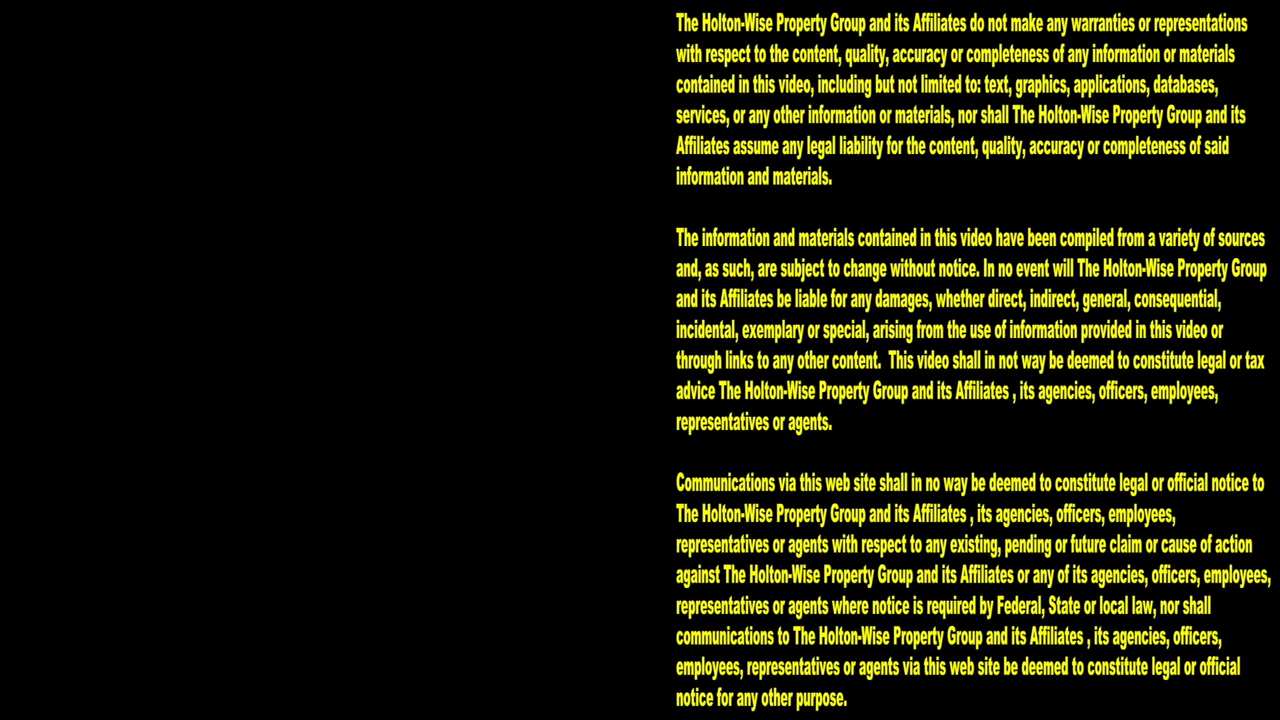 The Holton-Wise Property Group and its Affiliates do not make any warranties or representations
with respect to the content, quality, accuracy or completeness of any information or materials
contained in this video, including but not limited to: text, graphics, applications, databases,
services, or any other information or materials, nor shall The Holton-Wise Property Group and its
Affiliates assume any legal liability for the content, quality, accuracy or completeness of said
information and materials.
The information and materials contained in this video have been compiled from a variety of sources
and, as such, are subject to change without notice. In no event will The Holton-Wise Property Group
and its Affiliates be liable for any damages, whether direct, indirect, general, consequential,
incidental, exemplary or special, arising from the use of information provided in this video or
through links to any other content.  This video shall in not way be deemed to constitute legal or tax
advice The Holton-Wise Property Group and its Affiliates , its agencies, officers, employees,
representatives or agents.
Communications via this web site shall in no way be deemed to constitute legal or official notice to
The Holton-Wise Property Group and its Affiliates , its agencies, officers, employees,
representatives or agents with respect to any existing, pending or future claim or cause of action
against The Holton-Wise Property Group and its Affiliates or any of its agencies, officers, employees,
representatives or agents where notice is required by Federal, State or local law, nor shall
communications to The Holton-Wise Property Group and its Affiliates , its agencies, officers,
employees, representatives or agents via this web site be deemed to constitute legal or official
notice for any other purpose.